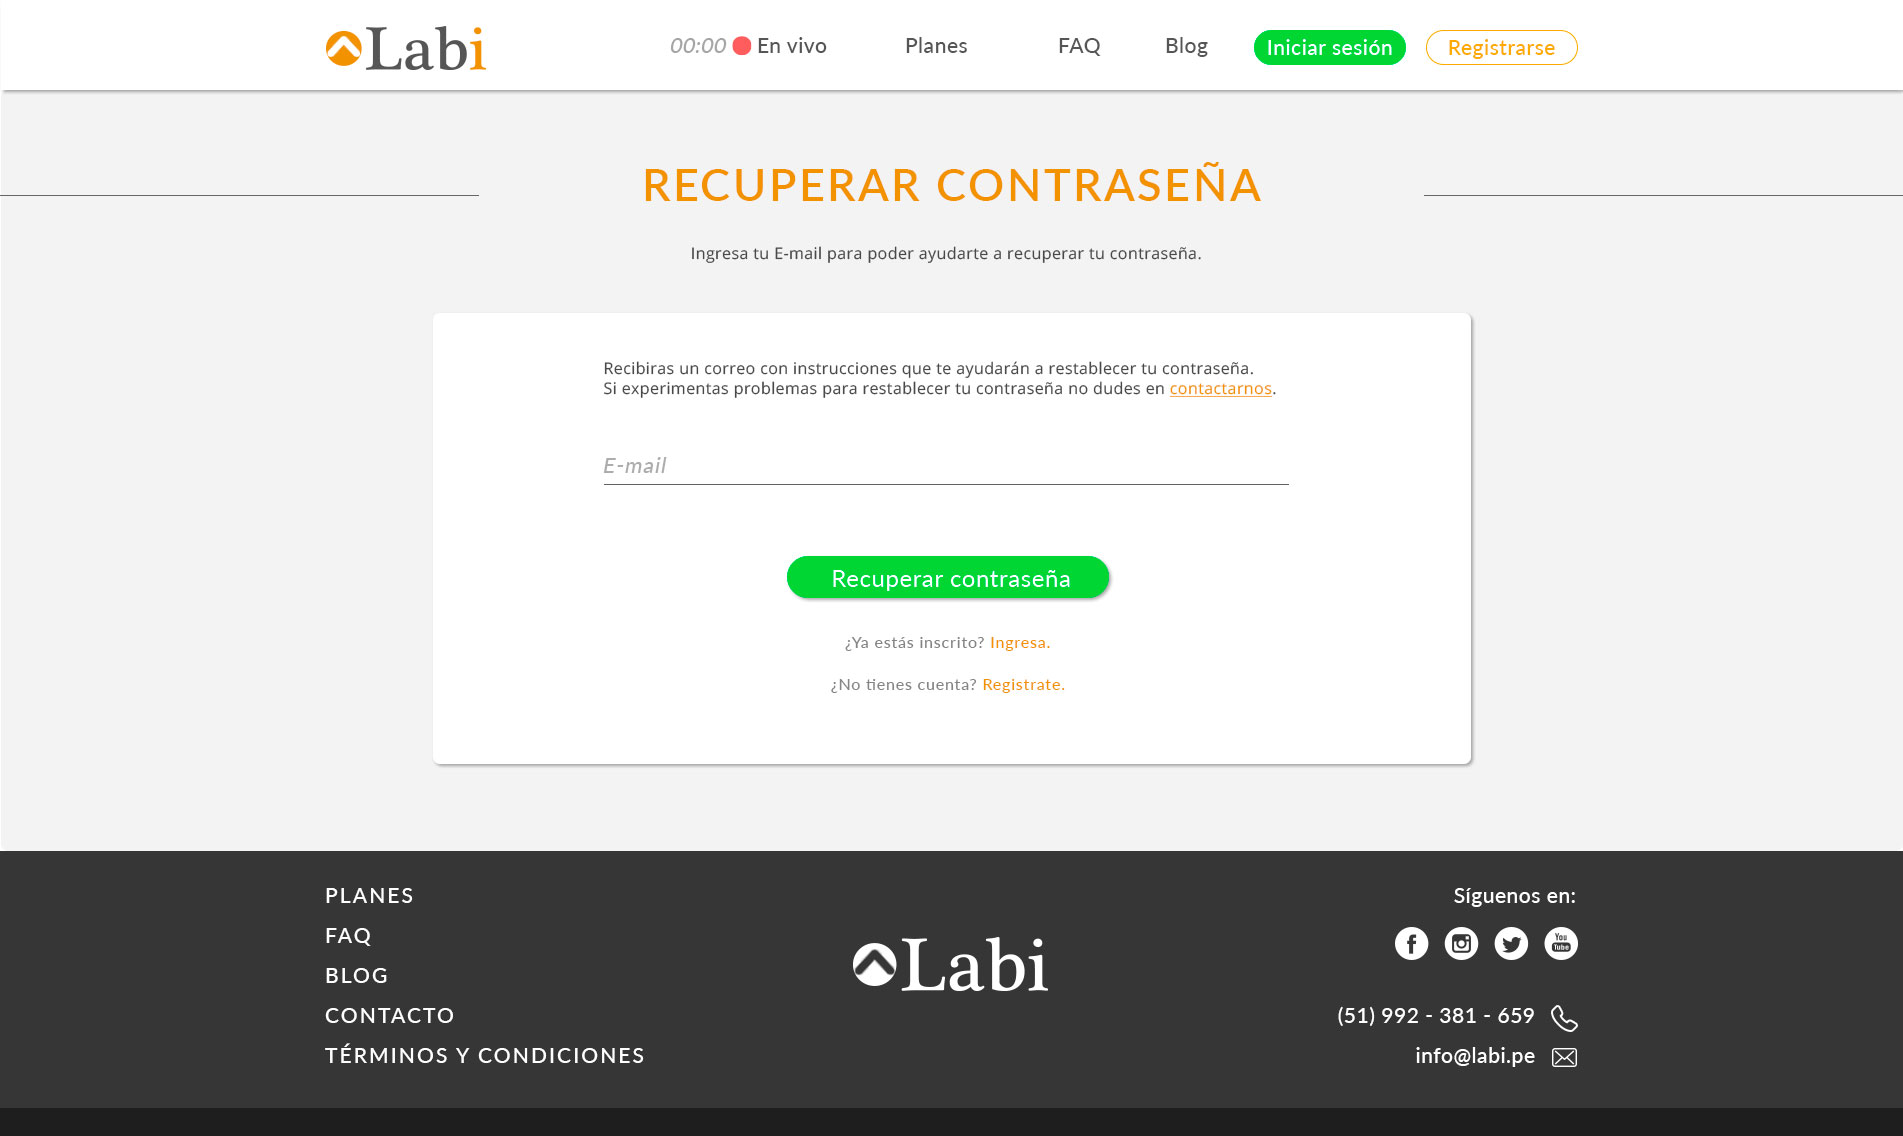 Labi
00:00 En vivo
Planes
FAQ
Blog
Iniciar sesión
Registrarse
RECUPERAR CONTRASEÑA
Ingresa tu E-mail para poder ayudarte a recuperar tu contraseña.
Recibiras un correo con instrucciones que te ayudarán a restablecer tu contraseña.
Si experimentas problemas para restablecer tu contraseña no dudes en contactarnos.
E-mail
Recuperar contraseña
¿Ya estás inscrito? Ingresa.
¿No tienes cuenta? Registrate.
PLANES
FAQ
BLOG
CONTACTO
TÉRMINOS Y CONDICIONES
Labi
Síguenos en:
You
Tube
(51) 992 - 381 - 659
info@labi.pe